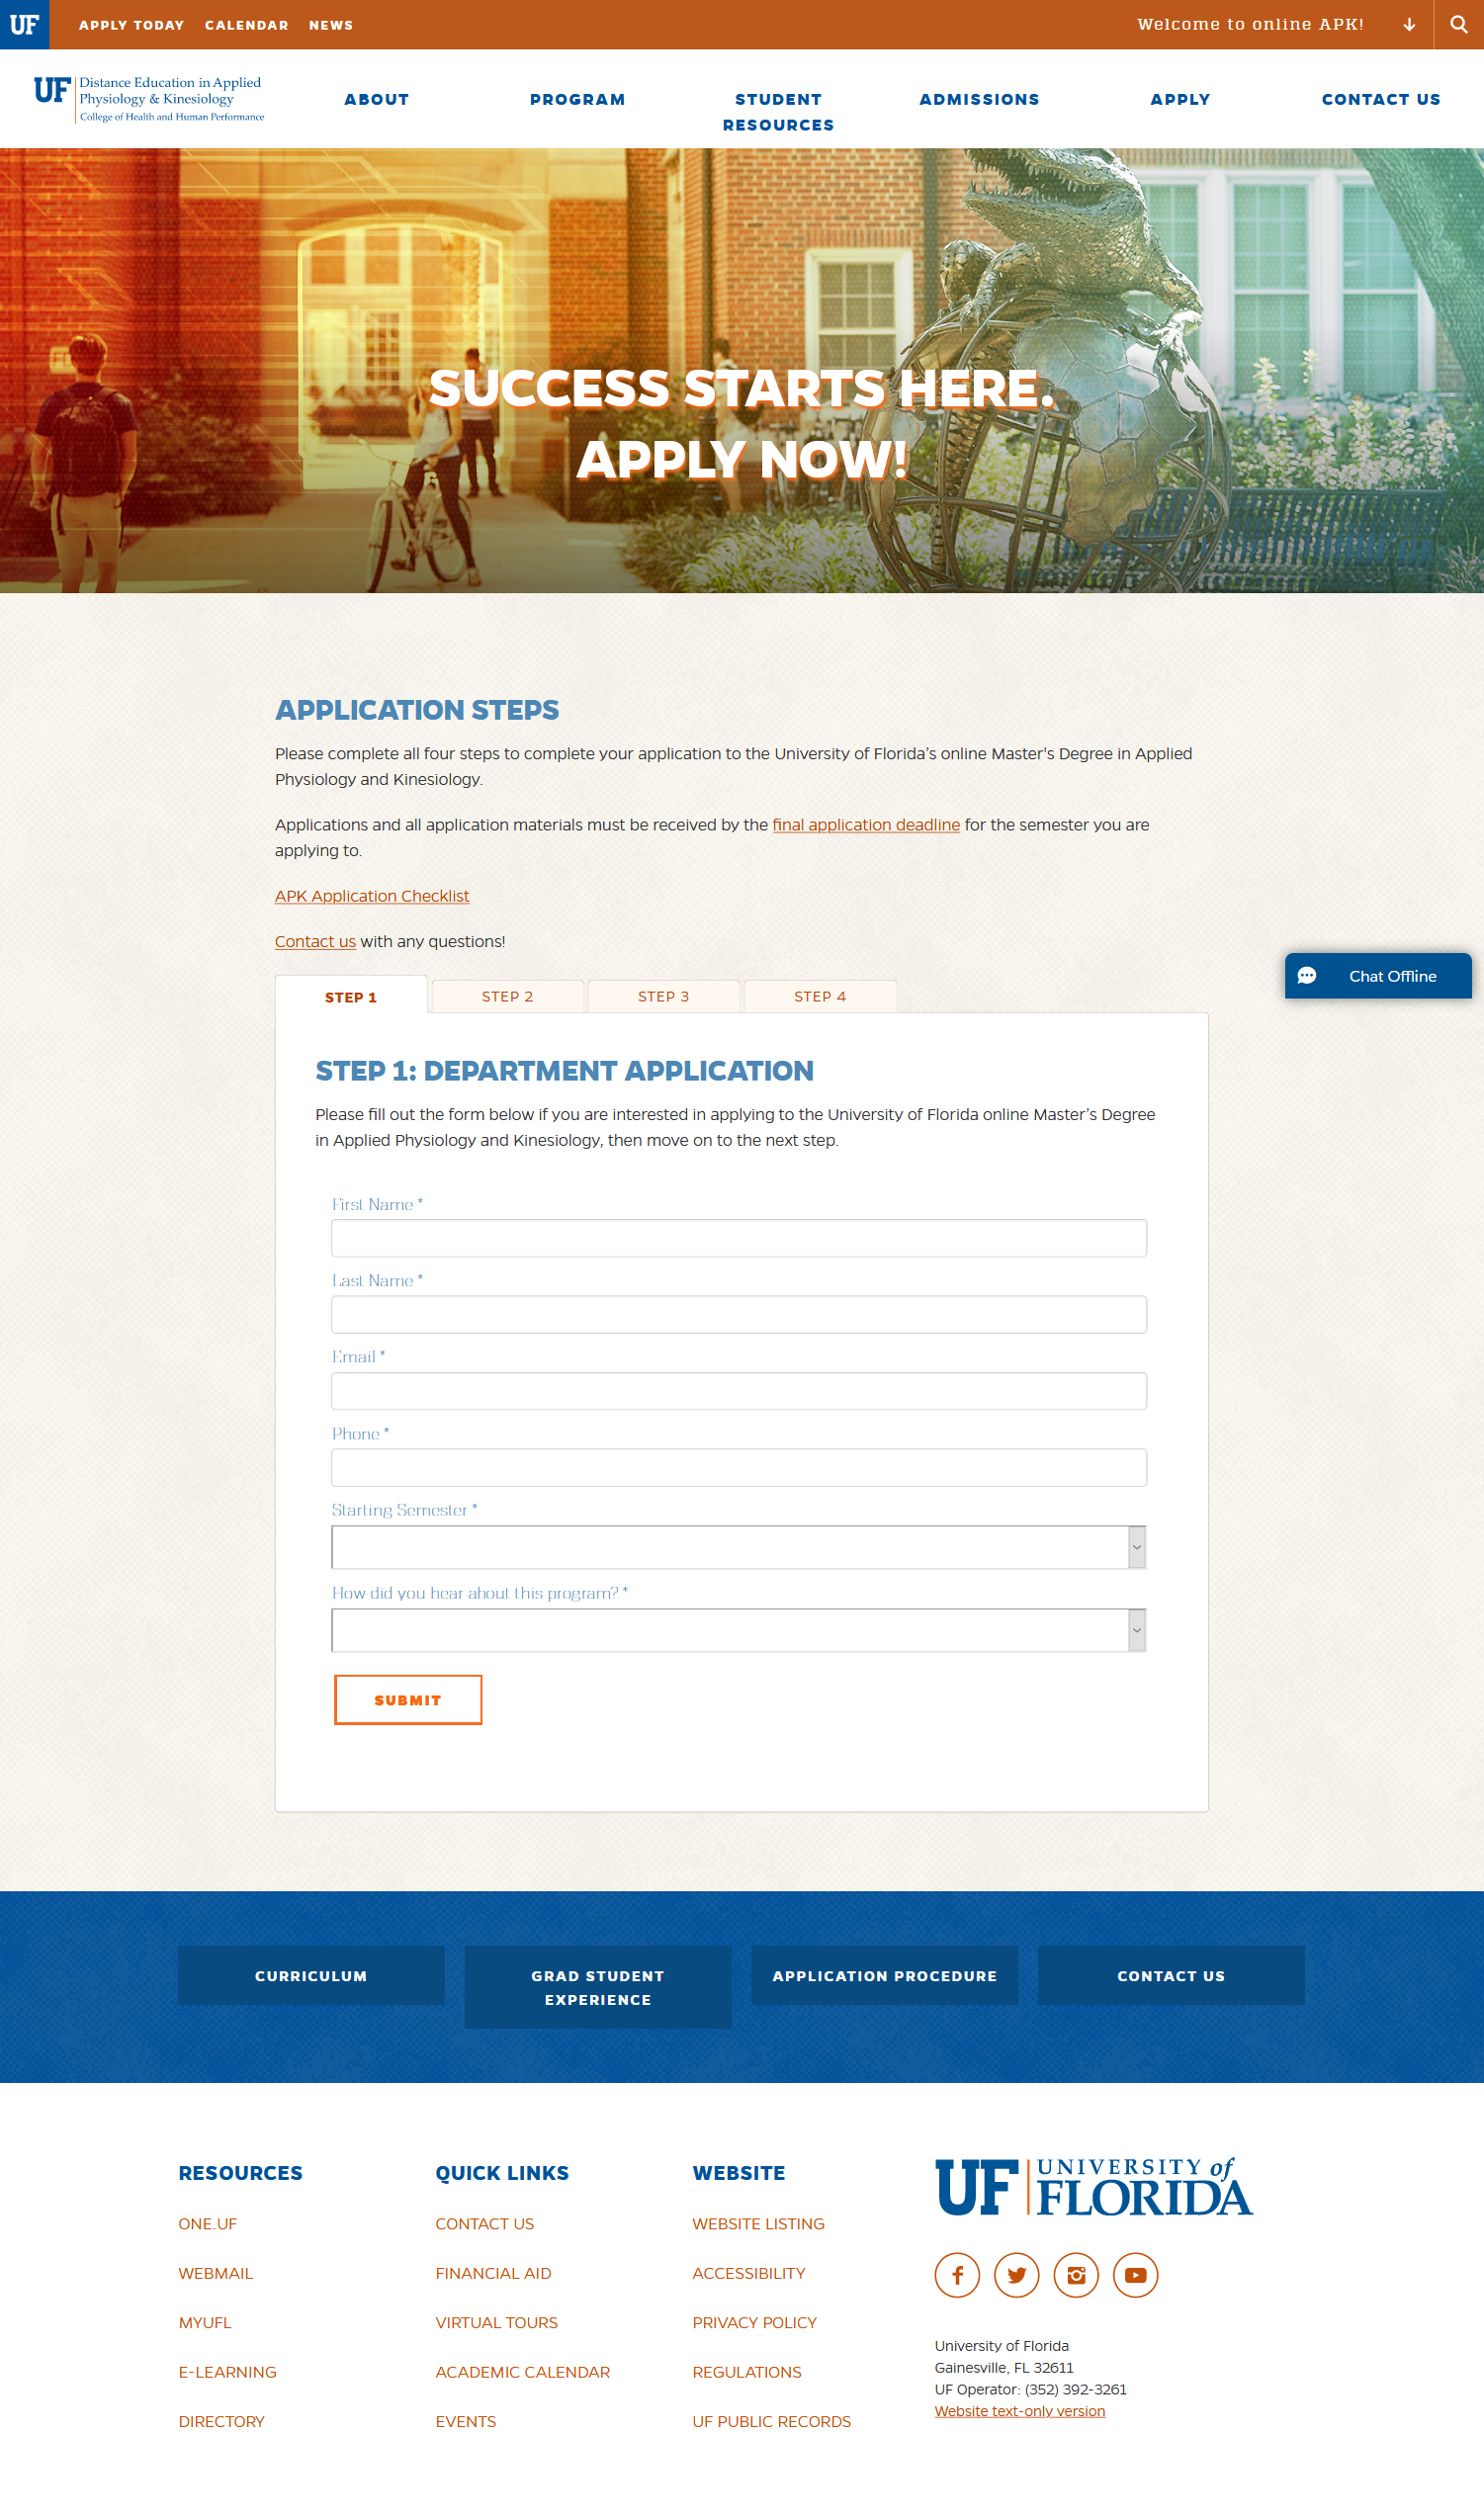 UF
APPLY TODAY
CALENDAR
NEWS
Welcome to online APK!
UF
Distance Education in Applied
Physiology & Kinesiology
College of Health and Human Performance
ABOUT
PROGRAM
STUDENT
RESOURCES
ADMISSIONS
APPLY
CONTACT US
SUCCESS STARTS HERE.
APPLY NOW!
APPLICATION STEPS
Please complete all four steps to complete your application to the University of Florida’s online Master's Degree in Applied
Physiology and Kinesiology.
Applications and all application materials must be received by the final application deadline for the semester you are
applying to.
APK Application Checklist
Contact us with any questions!
Chat Offline
STEP 1
STEP 2
STEP 3
STEP 4
STEP 1: DEPARTMENT APPLICATION
Please fill out the form below if you are interested in applying to the University of Florida online Master’s Degree
in Applied Physiology and Kinesiology, then move on to the next step.
First Name *
Last Name *
Email *
Phone *
Starting Semester *
How did you hear about this program? *
SUBMIT
CURRICULUM
GRAD STUDENT
EXPERIENCE
APPLICATION PROCEDURE
CONTACT US
RESOURCES
ONE.UF
WEBMAIL
MYUFL
E-LEARNING
DIRECTORY
QUICK LINKS
CONTACT US
FINANCIAL AID
VIRTUAL TOURS
ACADEMIC CALENDAR
EVENTS
WEBSITE
WEBSITE LISTING
ACCESSIBILITY
PRIVACY POLICY
REGULATIONS
UF PUBLIC RECORDS
UF UNIVERSITY of
FLORIDA
University of Florida
Gainesville, FL 32611
UF Operator: (352) 392-3261
Website text-only version